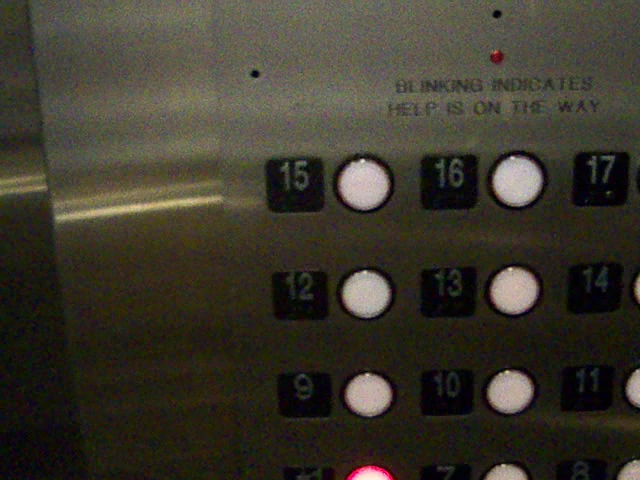 BLINKING INDICATES
HELP IS ON THE WAY
15 16 17
12 13 14
9 10 11
7 8